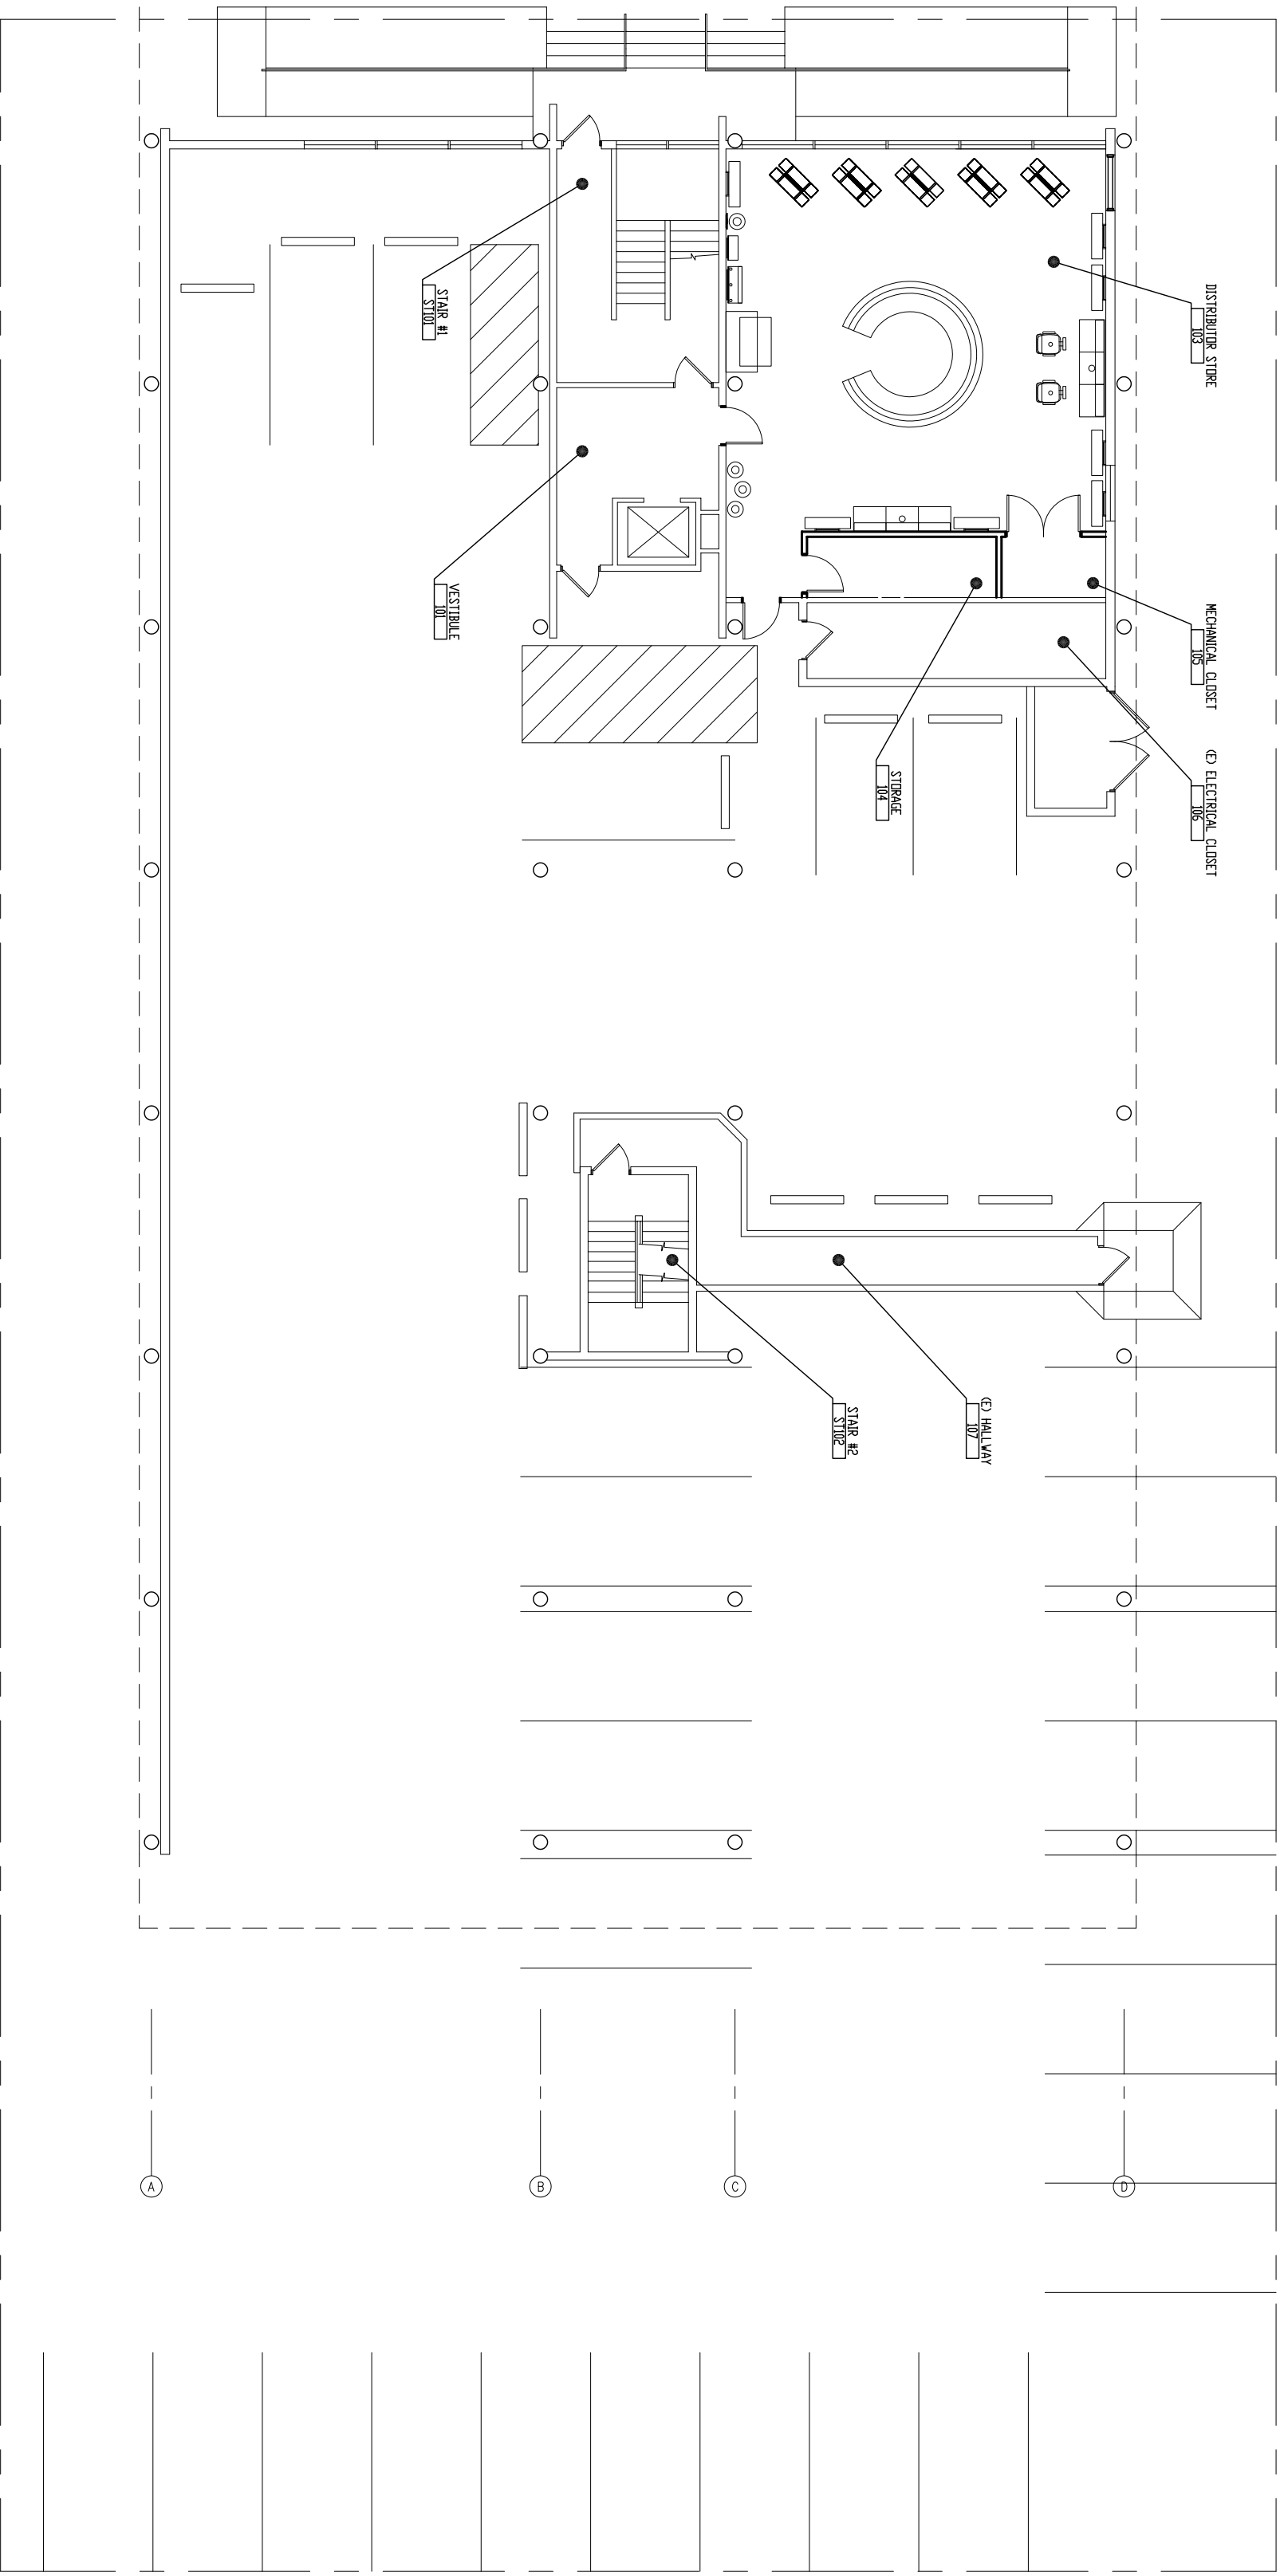 DISTRIBUTOR STORE
103
MECHANICAL CLOSET
105
(E) ELECTRICAL CLOSET
106
STORAGE
104
STAIR #1
ST101
VESTIBULE
101
(E) HALLWAY
107
STAIR #2
ST102
A
B
C
D